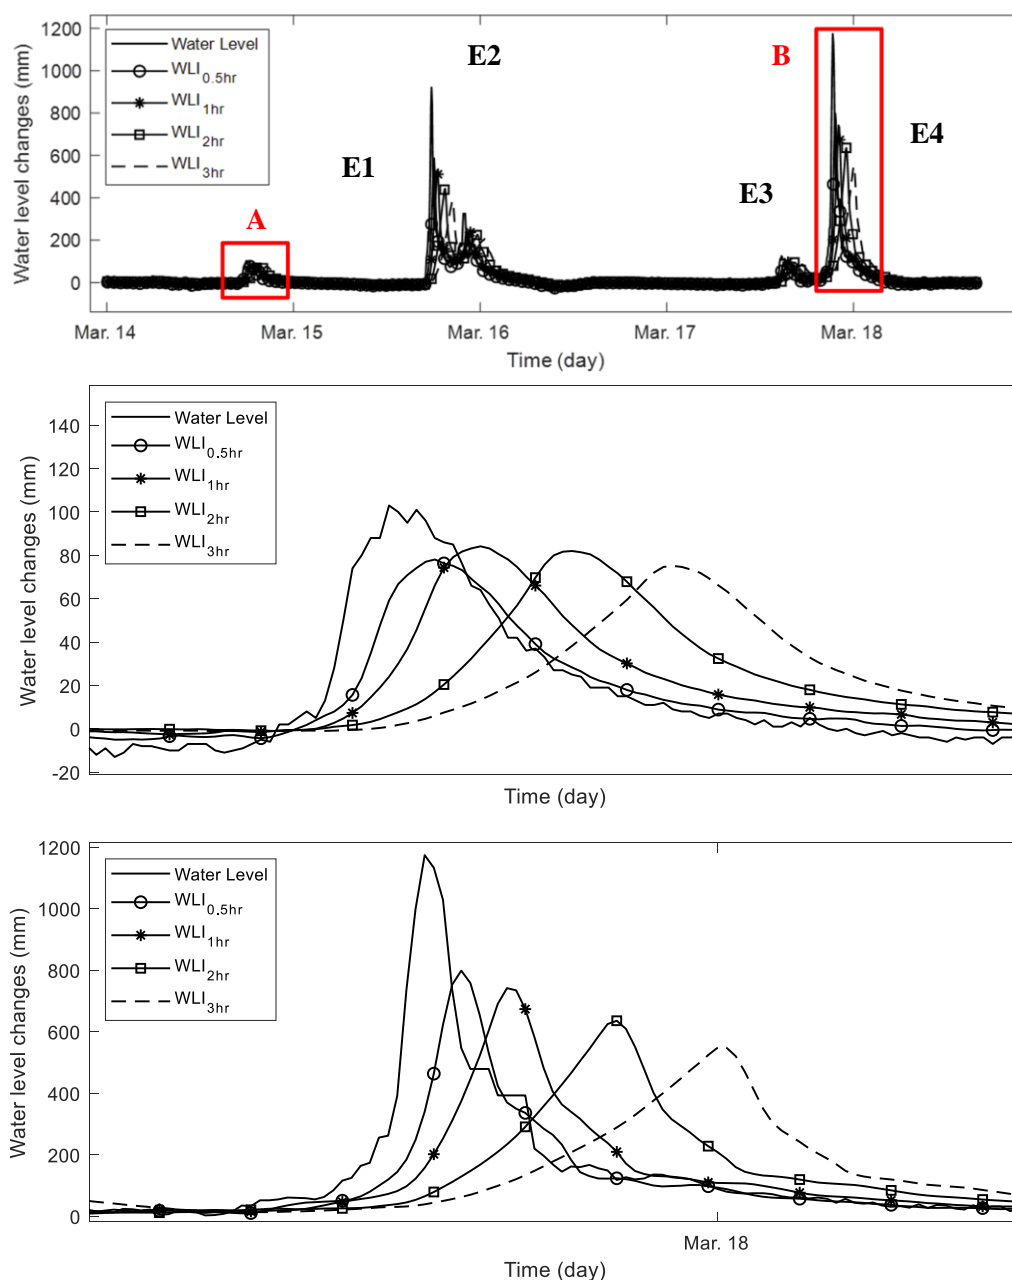 1200
1000
800
600
400
200
0
Water level changes (mm)
Water Level
WLI0.5hr
WLI1hr
WLI2hr
WLI3hr
A
E1
E2
E3
B
E4
Mar. 14
Mar. 15
Mar. 16
Mar. 17
Mar. 18
Time (day)
140
120
100
80
60
40
20
0
-20
Water level changes (mm)
Water Level
WLI0.5hr
WLI1hr
WLI2hr
WLI3hr
Time (day)
1200
1000
800
600
400
200
0
Water level changes (mm)
Water Level
WLI0.5hr
WLI1hr
WLI2hr
WLI3hr
Mar. 18
Time (day)